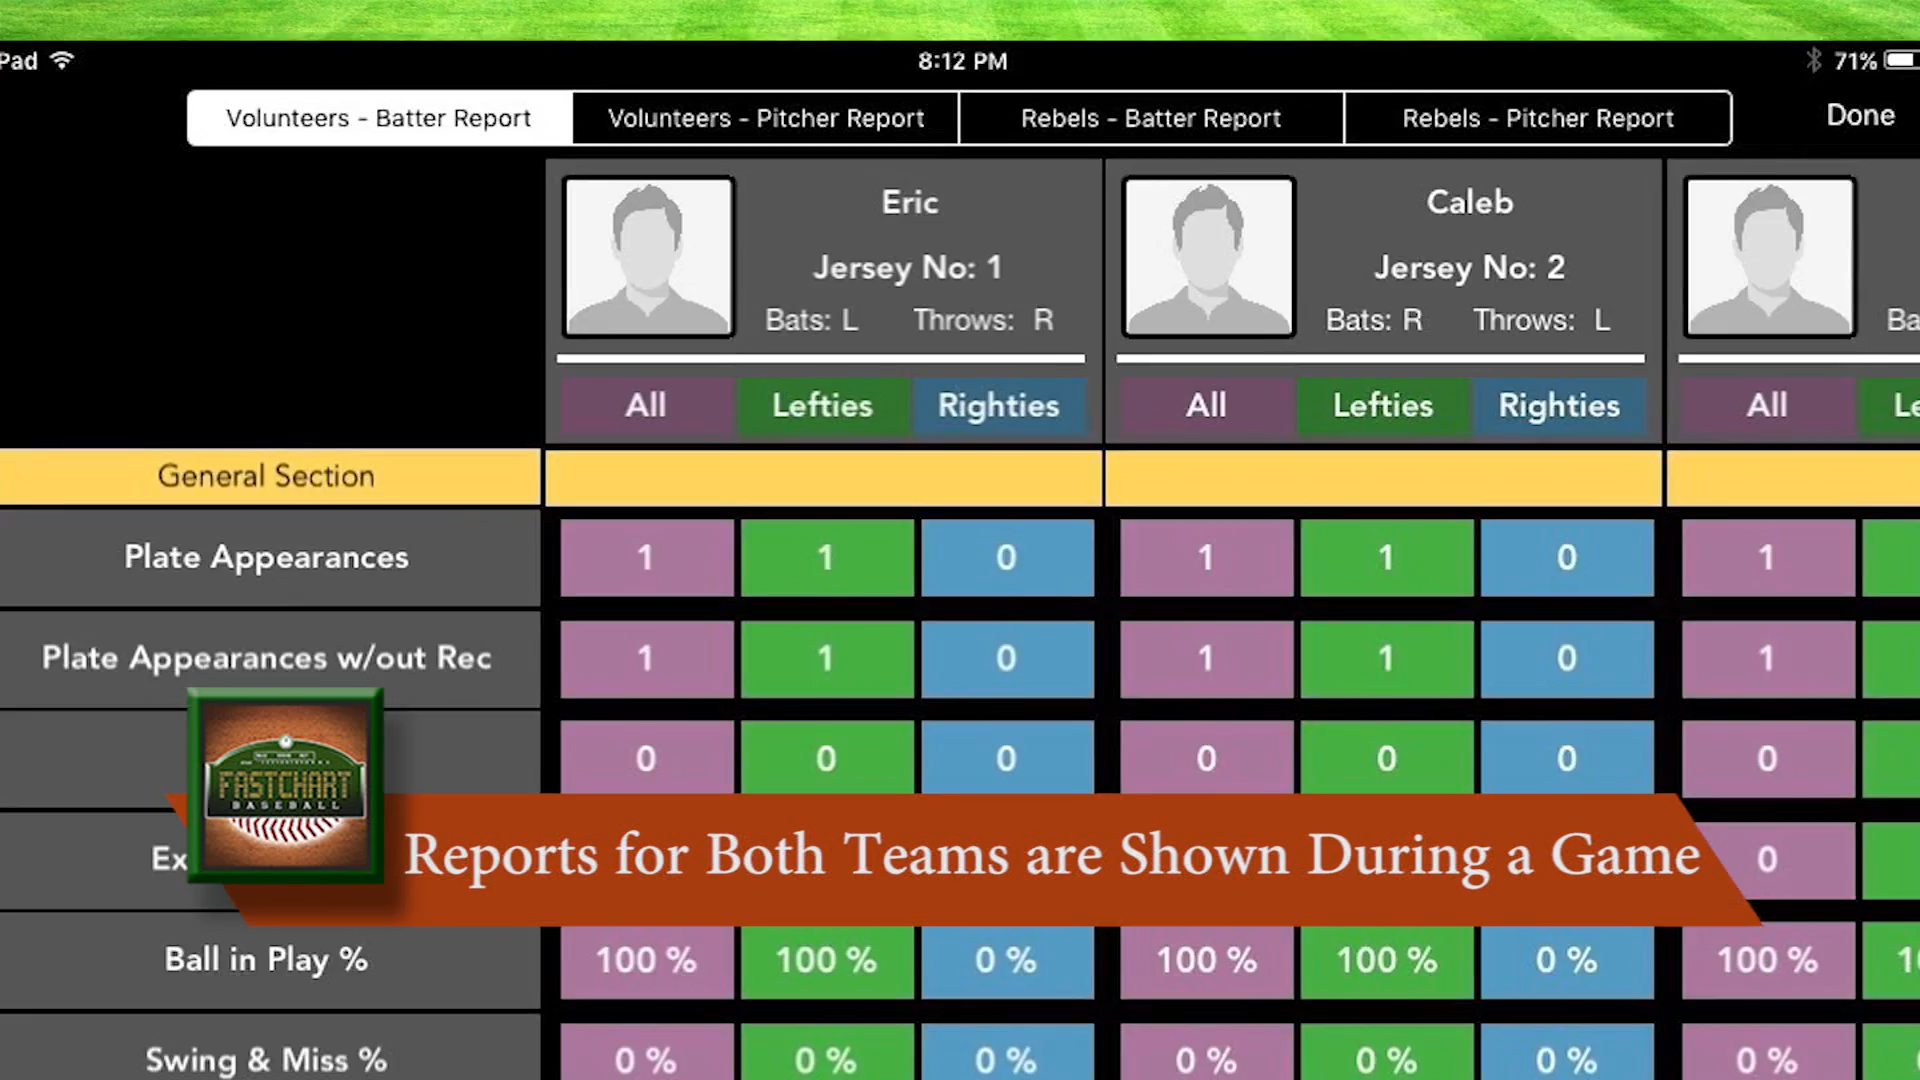 Pad
8:12 PM
71%
Volunteers - Batter Report
Volunteers - Pitcher Report
Rebels - Batter Report
Rebels - Pitcher Report
Done
Eric
Jersey No: 1
Bats: L Throws: R
Caleb
Jersey No: 2
Bats: R Throws: L
Ba
All Lefties Righties All Lefties Righties All Le
General Section
Plate Appearances 1 1 0 1 1 0 1
Plate Appearances w/out Rec 1 1 0 1 1 0 1
0 0 0 0 0 0 0
FASTCHART
BASEBALL
Ex
Reports for Both Teams are Shown During a Game
0
Ball in Play % 100 % 100 % 0 % 100 % 100 % 0 % 100 % 10
Swing & Miss % 0 % 0 % 0 % 0 % 0 % 0 % 0 %